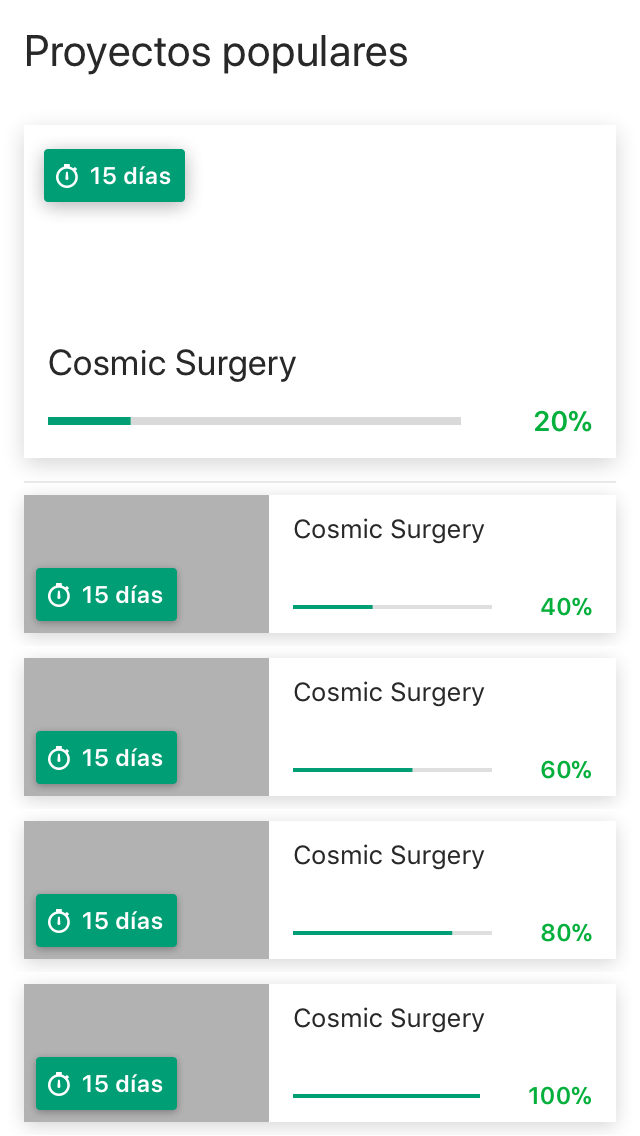 Proyectos populares
15 días
Cosmic Surgery
20%
Cosmic Surgery
15 días
40%
Cosmic Surgery
15 días
60%
Cosmic Surgery
15 días
80%
Cosmic Surgery
15 días
100%